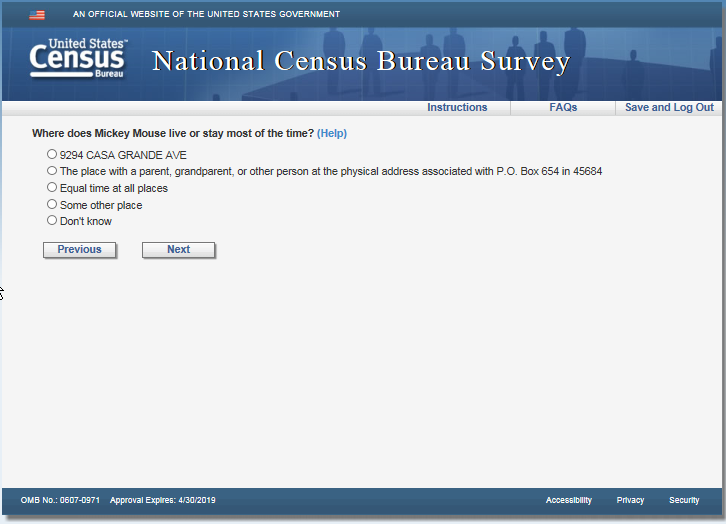 AN OFFICIAL WEBSITE OF THE UNITED STATES GOVERNMENT
United States™
Census
Bureau
National Census Bureau Survey
Instructions FAQs Save and Log Out
Where does Mickey Mouse live or stay most of the time? (Help)
9294 CASA GRANDE AVE
The place with a parent, grandparent, or other person at the physical address associated with P.O. Box 654 in 45684
Equal time at all places
Some other place
Don't know
Previous Next
OMB No.: 0607-0971 Approval Expires: 4/30/2019 Accessibility Privacy Security